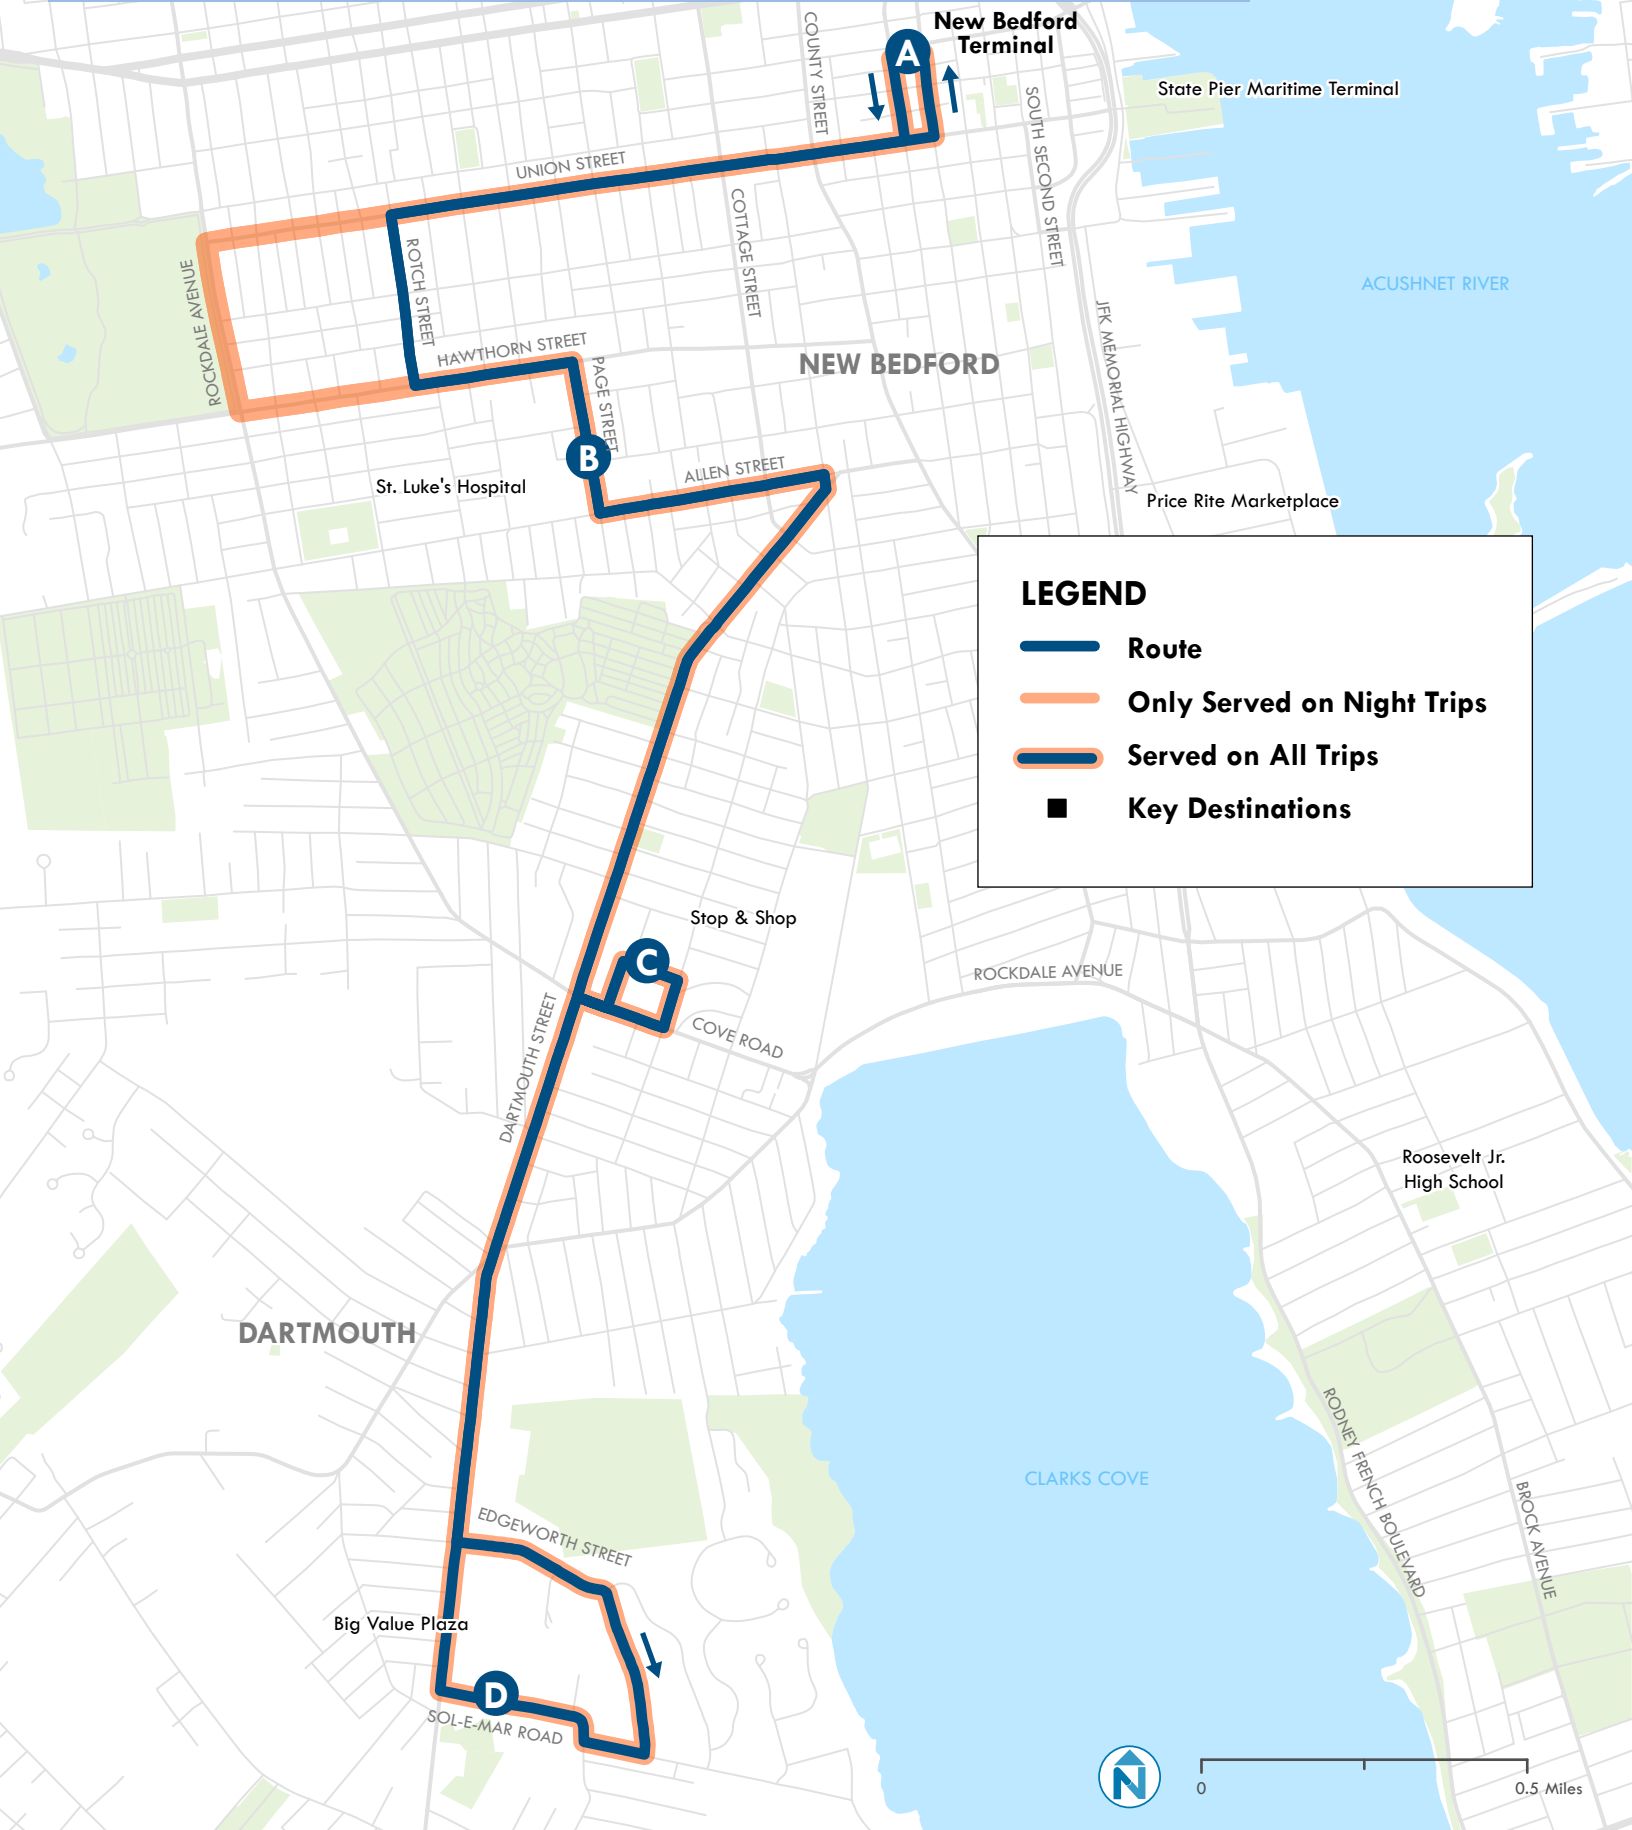 New Bedford
Terminal
A
COUNTY STREET
State Pier Maritime Terminal
SOUTH SECOND STREET
UNION STREET
COTTAGE STREET
ROTCH STREET
ROCKDALE AVENUE
ACUSHNET RIVER
HAWTHORN STREET
PAGE STREET
NEW BEDFORD
JFK MEMORIAL HIGHWAY
B
ALLEN STREET
St. Luke's Hospital
Price Rite Marketplace
LEGEND
Route
Only Served on Night Trips
Served on All Trips
Key Destinations
Stop & Shop
C
ROCKDALE AVENUE
COVE ROAD
DARTMOUTH STREET
Roosevelt Jr.
High School
DARTMOUTH
RODNEY FRENCH BOULEVARD
CLARKS COVE
BROCK AVENUE
EDGEWORTH STREET
Big Value Plaza
D
SOL-E-MAR ROAD
N
0
0.5 Miles